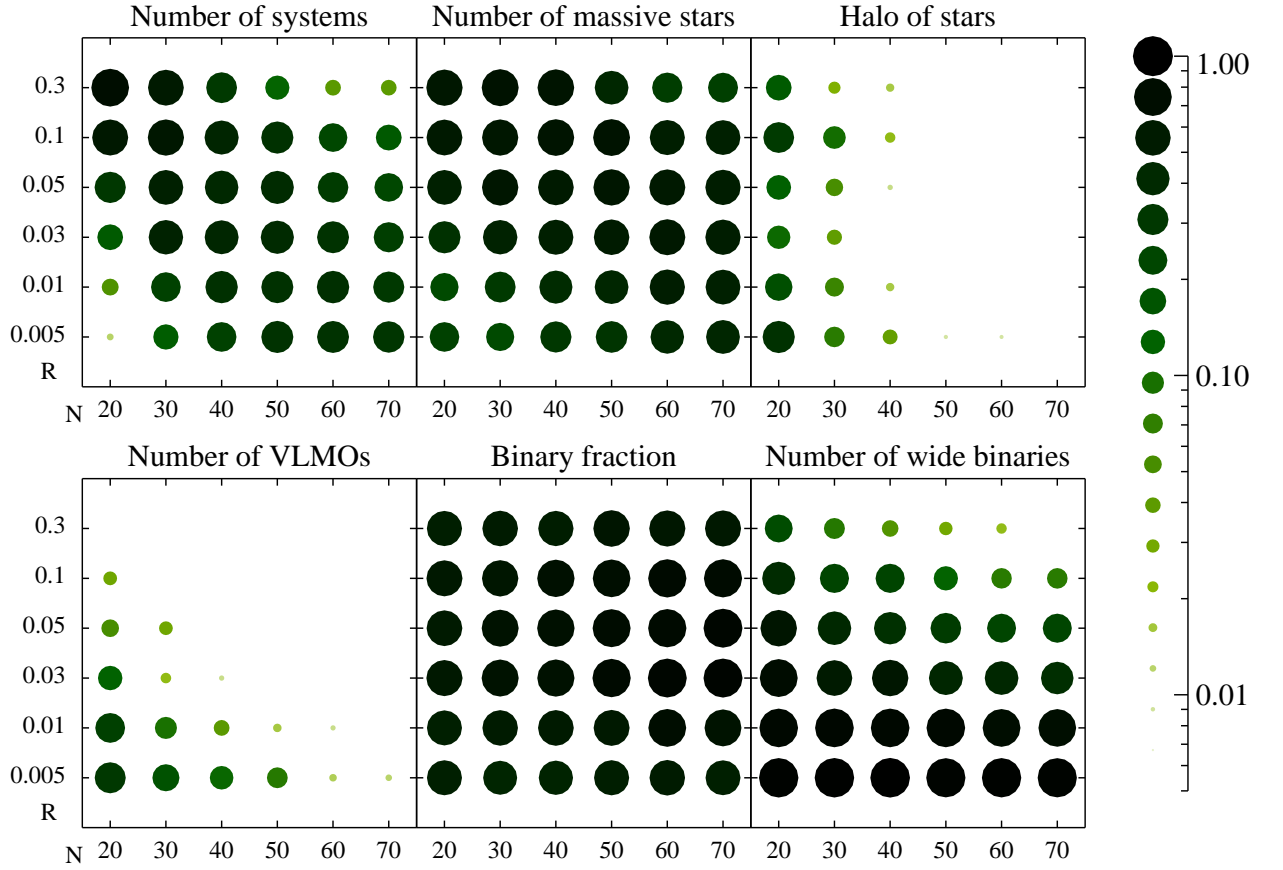 Number of systems Number of massive stars Halo of stars
1.00
0.3
0.1
0.05
0.03
0.01
0.005
R
N 20 30 40 50 60 70 20 30 40 50 60 70 20 30 40 50 60 70
0.10
Number of VLMOs Binary fraction Number of wide binaries
0.3
0.1
0.05
0.03
0.01
0.01
0.005
R
N 20 30 40 50 60 70 20 30 40 50 60 70 20 30 40 50 60 70